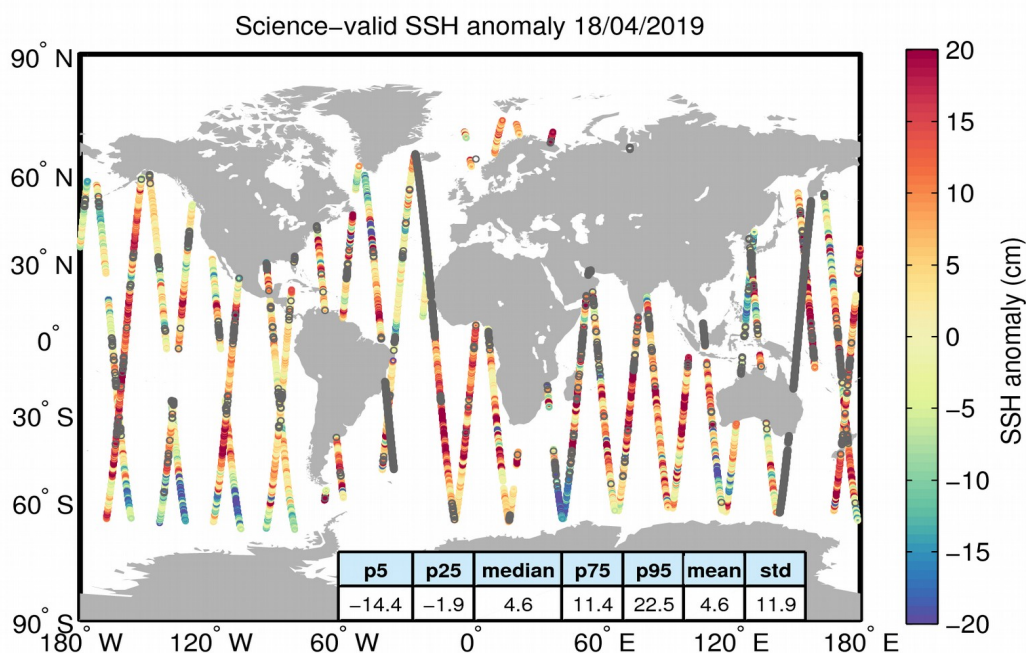 Science−valid SSH anomaly 18/04/2019
90° N
60° N
30° N
0°
30° S
60° S
90° S
180° W
120° W
60° W
0°
60° E
120° E
180° E
p5 p25 median p75 p95 mean std
−14.4 −1.9 4.6 11.4 22.5 4.6 11.9
20
15
10
5
0
−5
−10
−15
−20
SSH anomaly (cm)